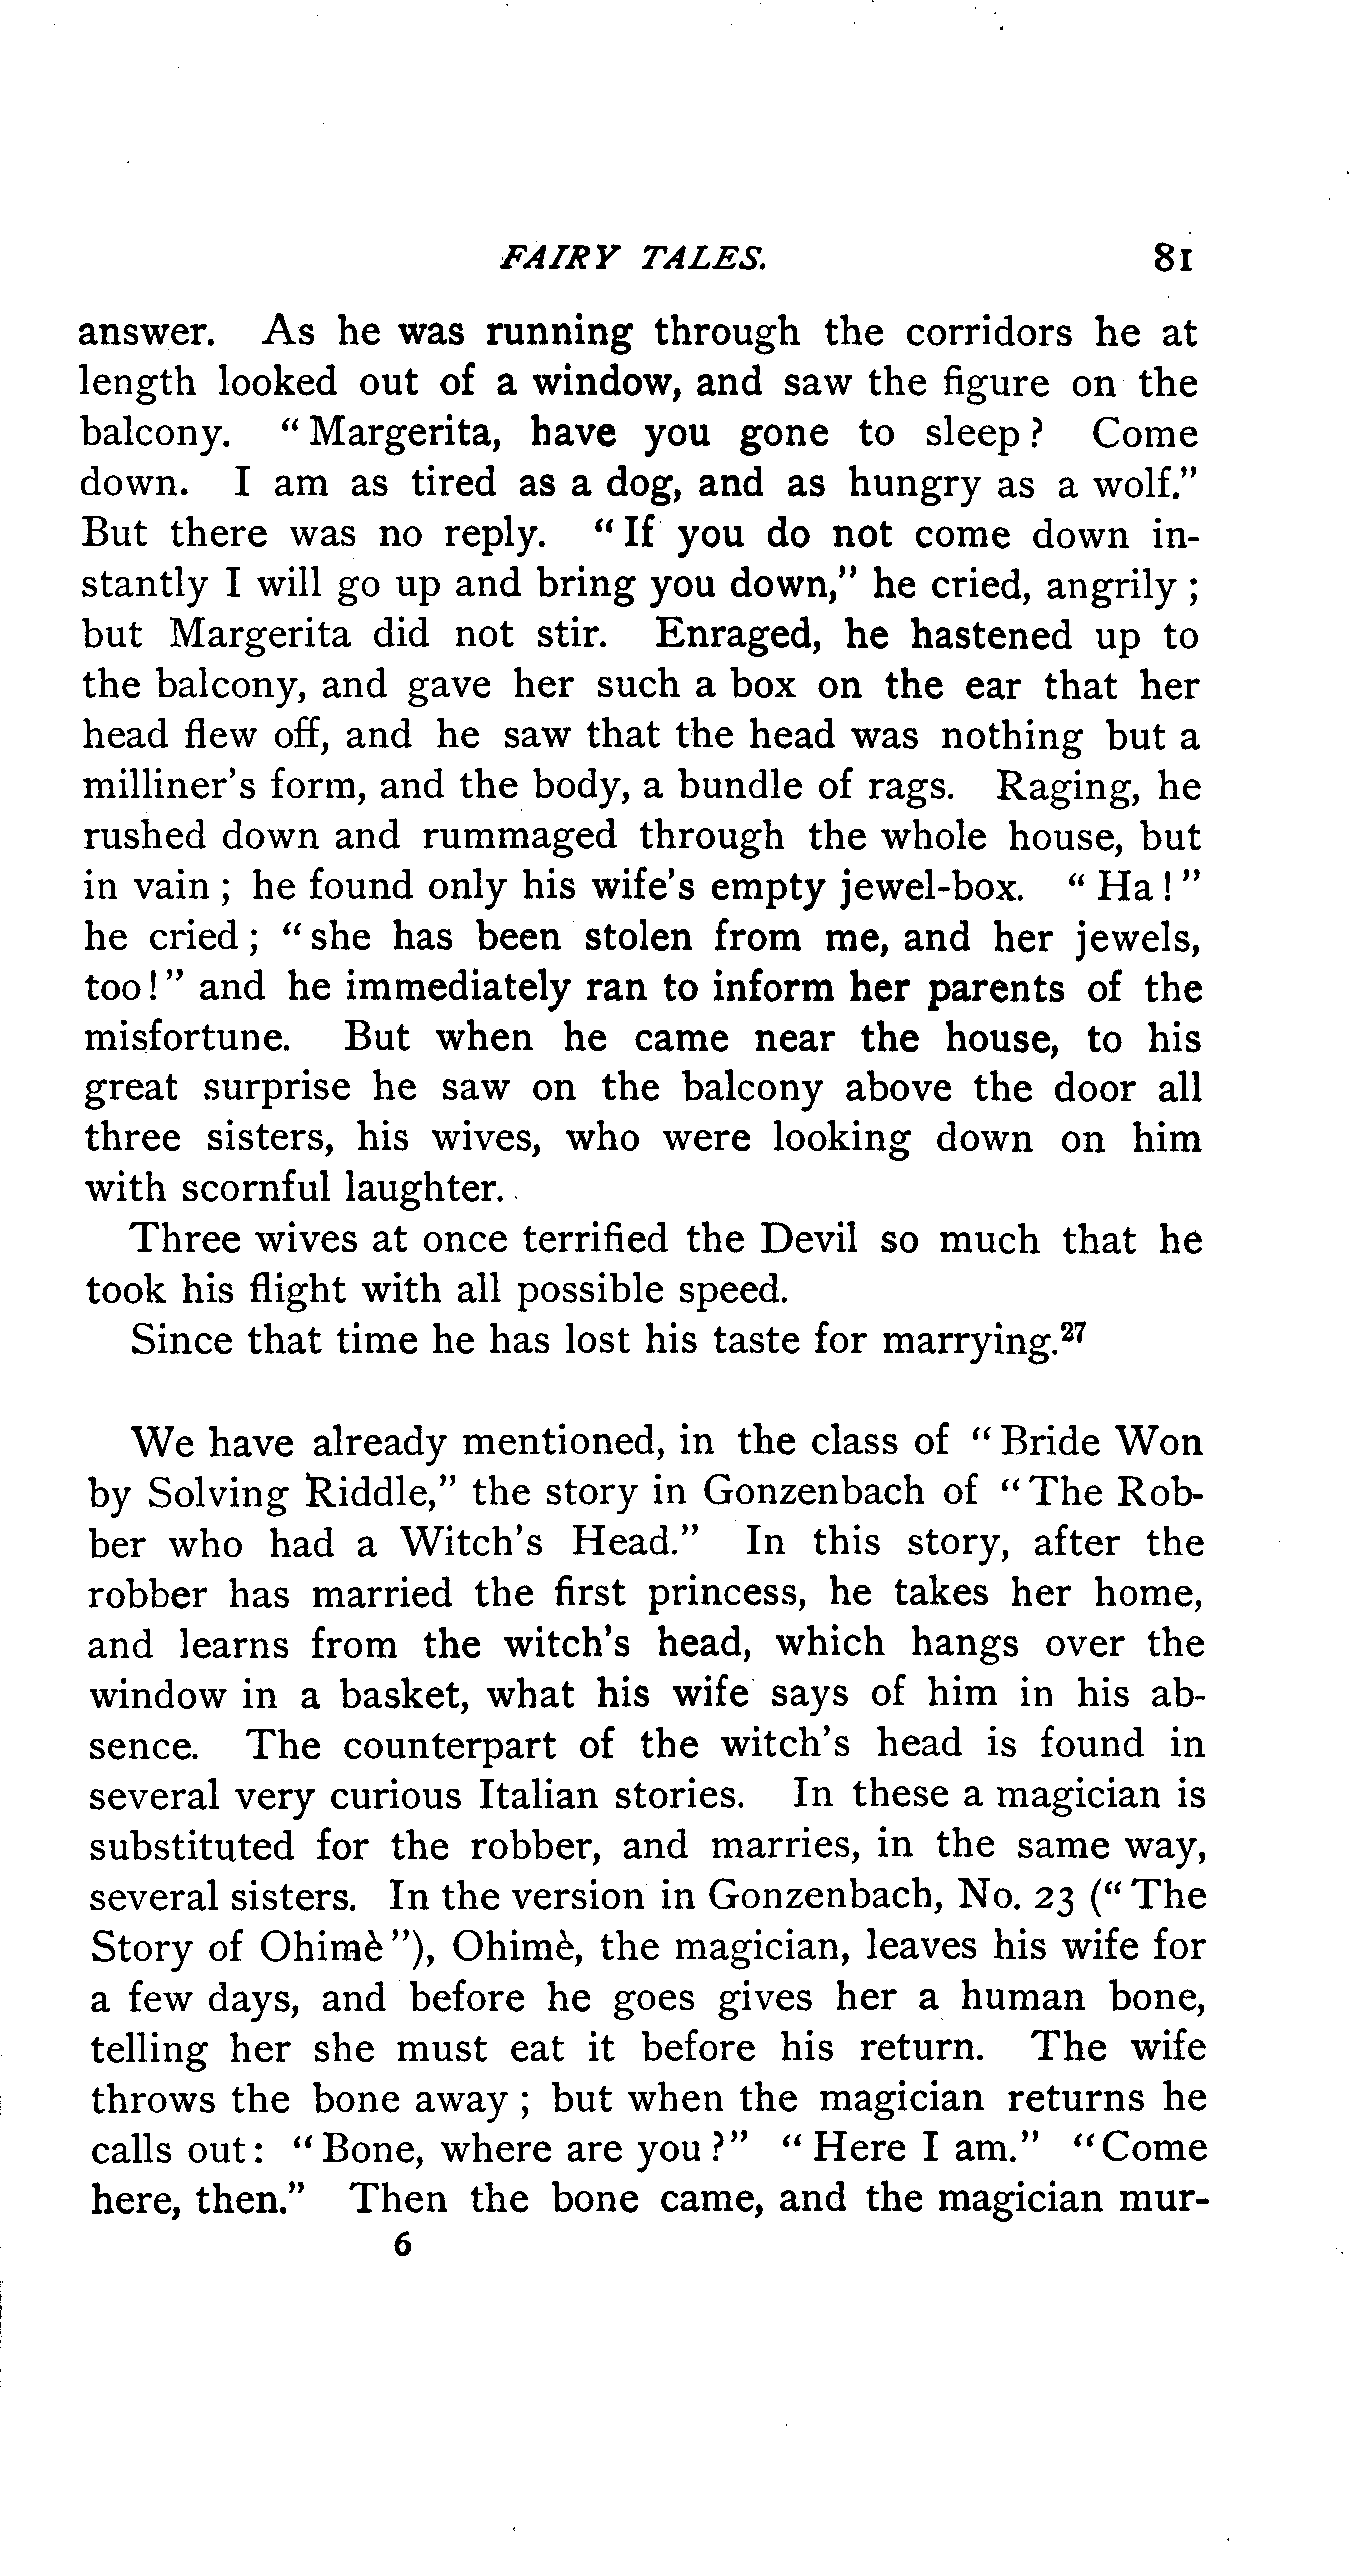 FAIRY TALES. 81
answer. As he was running through the corridors he at
length looked out of a window, and saw the figure on the
balcony. “Margerita, have you gone to sleep? Come
down. I am as tired as a dog, and as hungry as a wolf.”
But there was no reply. “If you do not come down in-
stantly I will go up and bring you down,” he cried, angrily;
but Margerita did not stir. Enraged, he hastened up to
the balcony, and gave her such a box on the ear that her
head flew off, and he saw that the head was nothing but a
milliner’s form, and the body, a bundle of rags. Raging, he
rushed down and rummaged through the whole house, but
in vain; he found only his wife’s empty jewel-box. “Ha!”
he cried; “she has been stolen from me, and her jewels,
too!” and he immediately ran to inform her parents of the
misfortune. But when he came near the house, to his
great surprise he saw on the balcony above the door all
three sisters, his wives, who were looking down on him
with scornful laughter.
Three wives at once terrified the Devil so much that he
took his flight with all possible speed.
Since that time he has lost his taste for marrying.²⁷
We have already mentioned, in the class of “Bride Won
by Solving Riddle,” the story in Gonzenbach of “The Rob-
ber who had a Witch’s Head.” In this story, after the
robber has married the first princess, he takes her home,
and learns from the witch’s head, which hangs over the
window in a basket, what his wife says of him in his ab-
sence. The counterpart of the witch’s head is found in
several very curious Italian stories. In these a magician is
substituted for the robber, and marries, in the same way,
several sisters. In the version in Gonzenbach, No. 23 (“The
Story of Ohimè”), Ohimè, the magician, leaves his wife for
a few days, and before he goes gives her a human bone,
telling her she must eat it before his return. The wife
throws the bone away; but when the magician returns he
calls out: “Bone, where are you?” “Here I am.” “Come
here, then.” Then the bone came, and the magician mur-
6